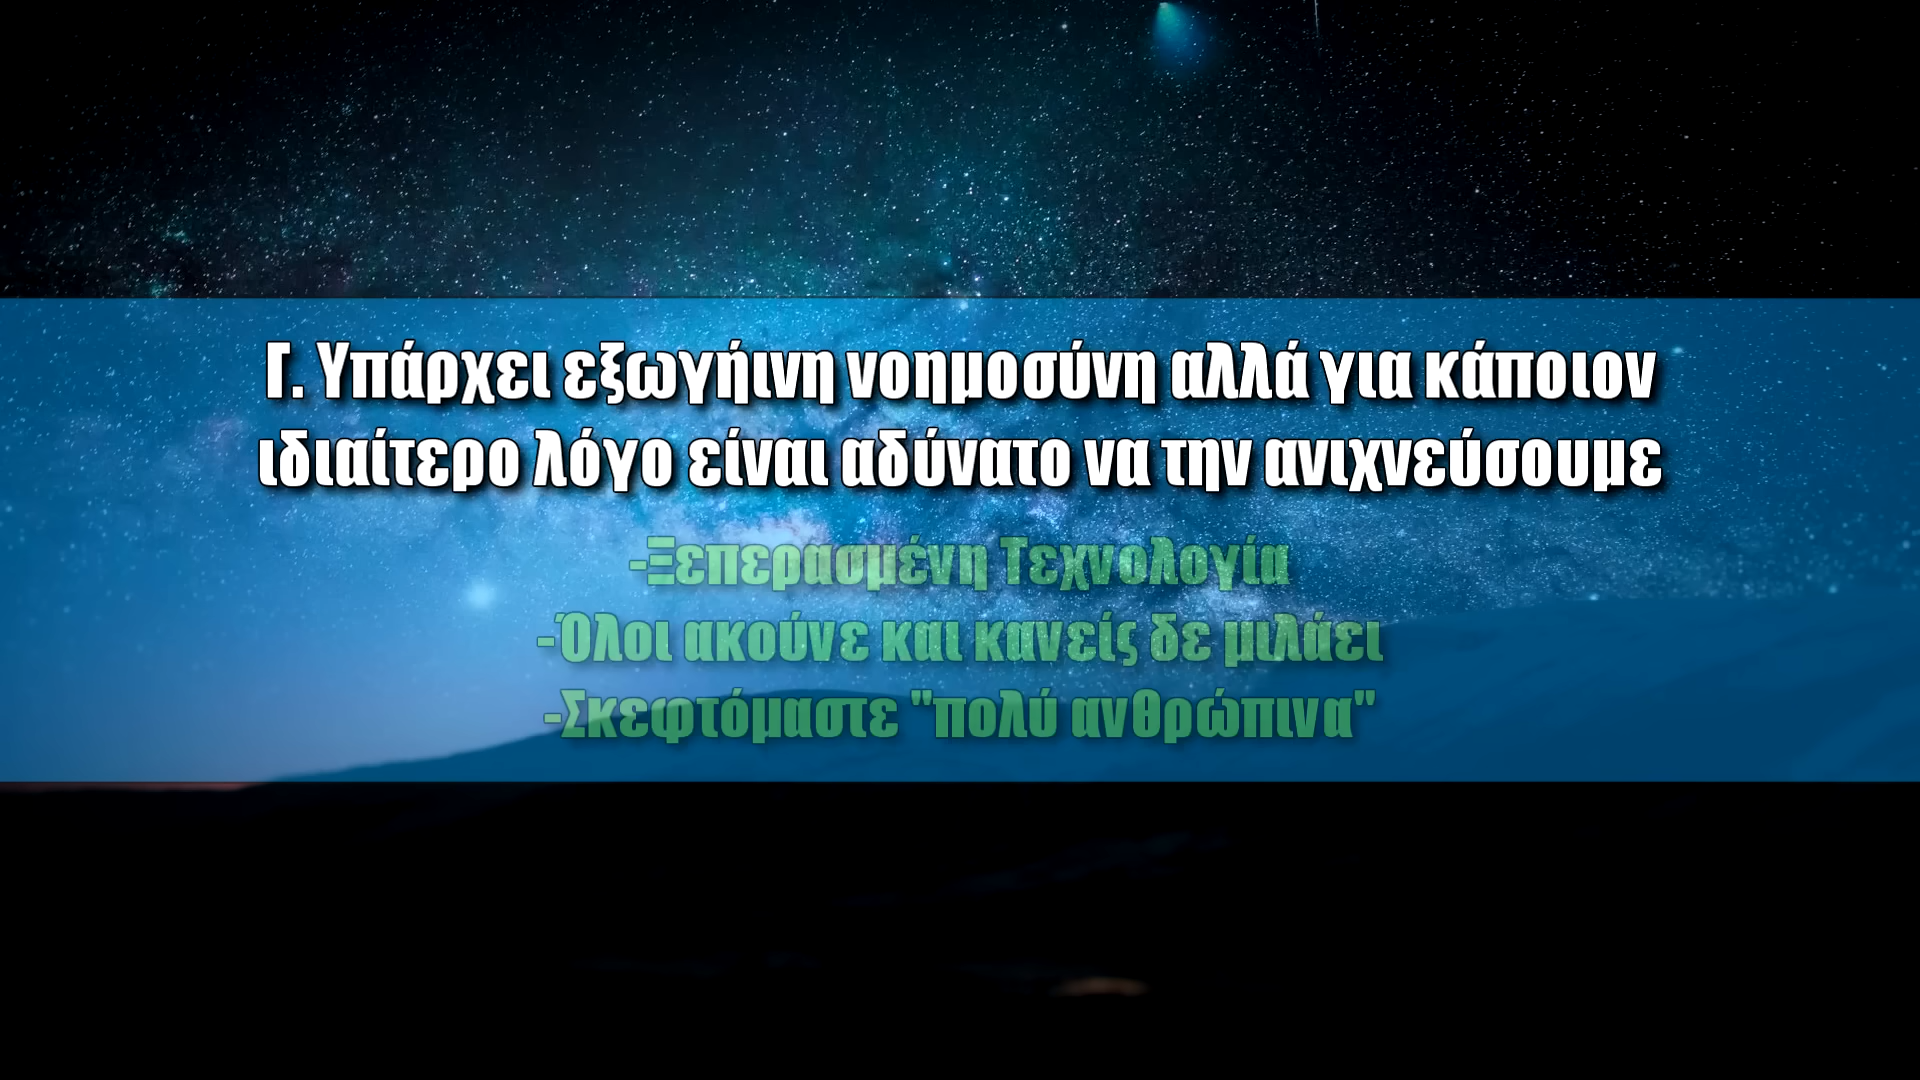 Γ. Υπάρχει εξωγήινη νοημοσύνη αλλά για κάποιον
ιδιαίτερο λόγο είναι αδύνατο να την ανιχνεύσουμε
-Ξεπερασμένη Τεχνολογία
-Όλοι ακούνε και κανείς δε μιλάει
-Σκεφτόμαστε "πολύ ανθρώπινα"